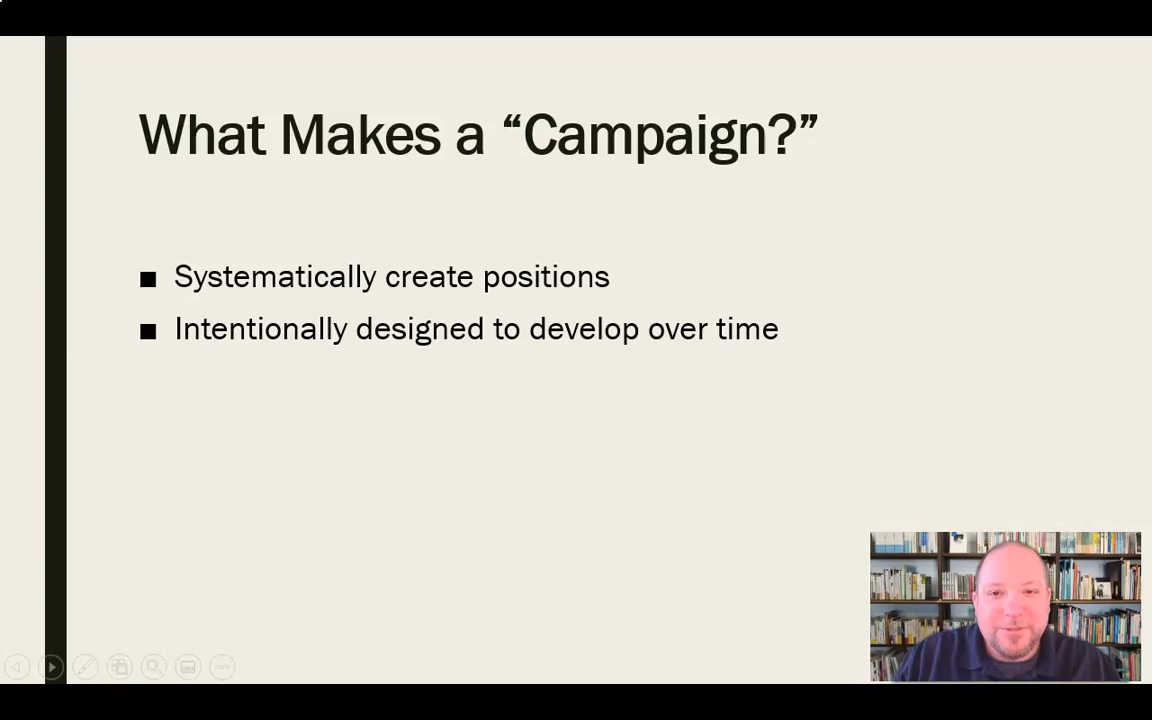 What Makes a “Campaign?”
Systematically create positions
Intentionally designed to develop over time